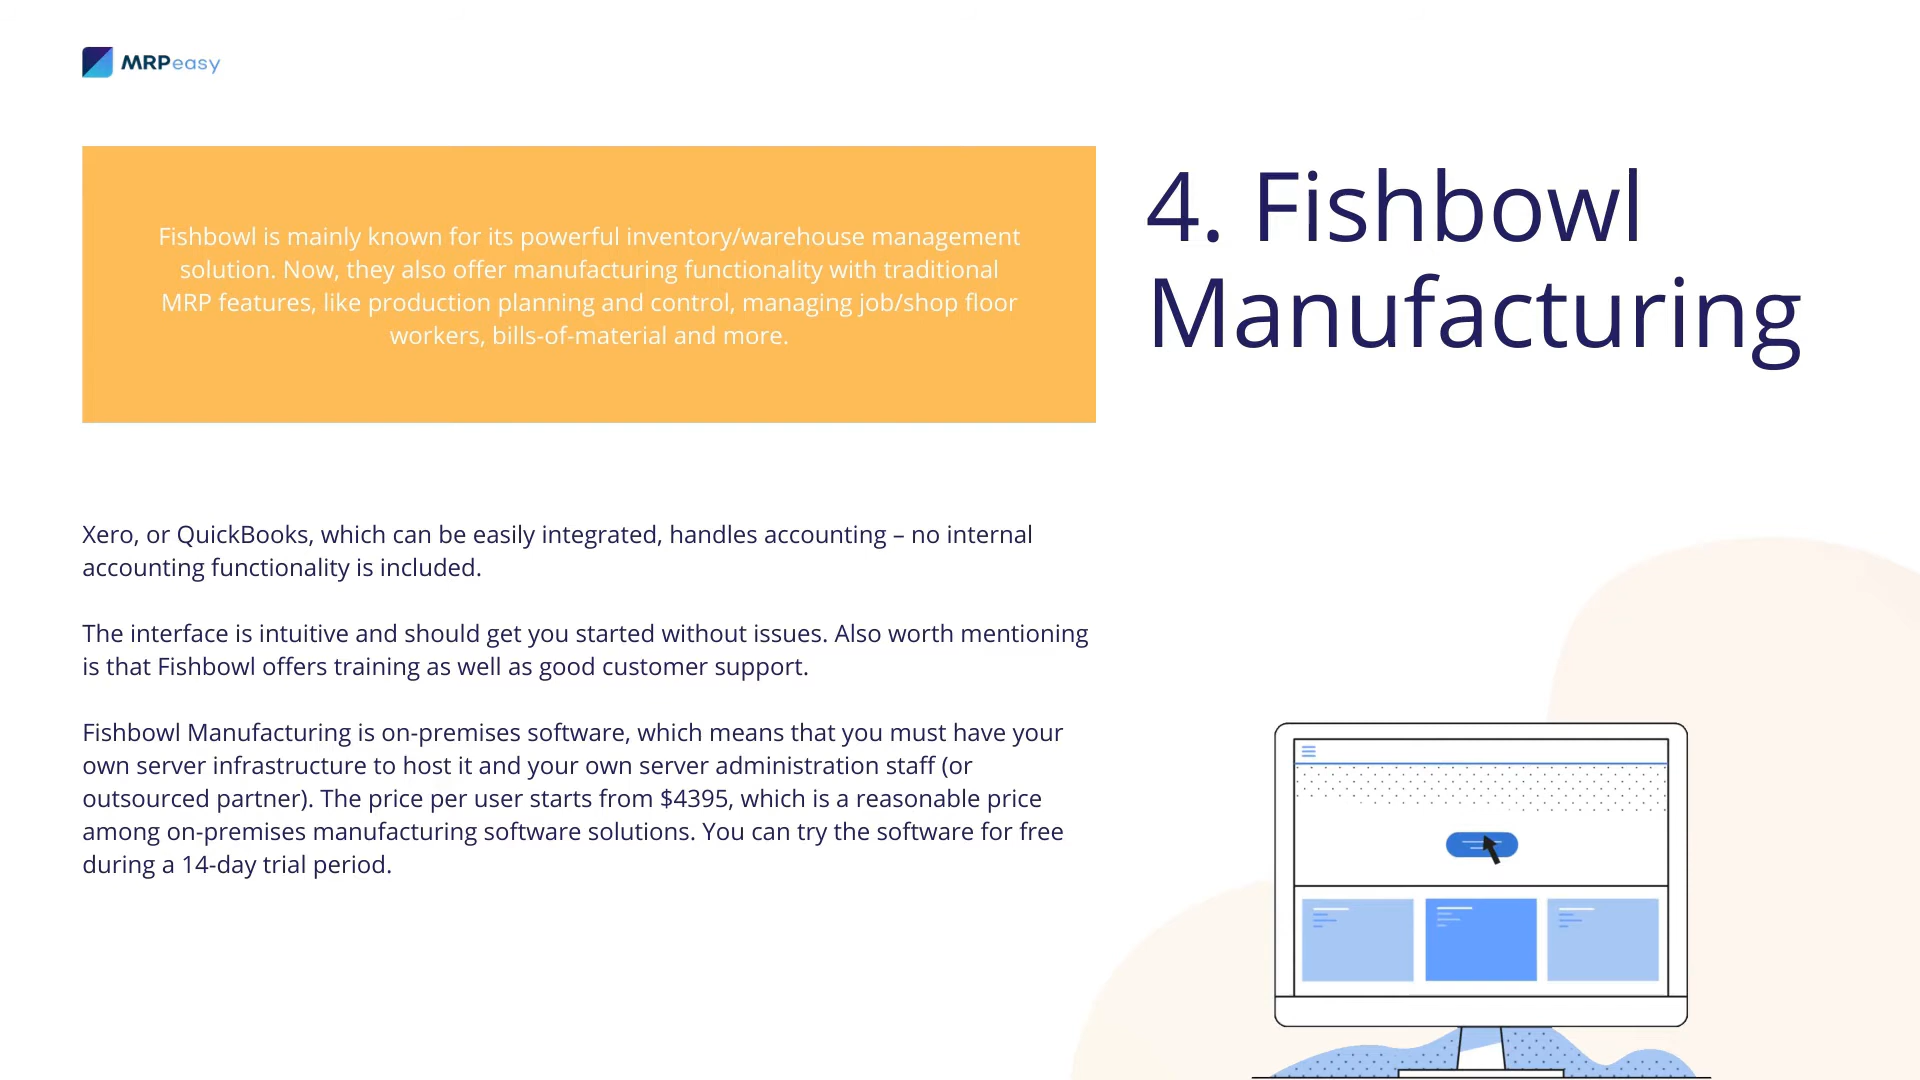 MRPeasy
4. Fishbowl
Manufacturing
Fishbowl is mainly known for its powerful inventory/warehouse management
solution. Now, they also offer manufacturing functionality with traditional
MRP features, like production planning and control, managing job/shop floor
workers, bills-of-material and more.
Xero, or QuickBooks, which can be easily integrated, handles accounting – no internal
accounting functionality is included.
The interface is intuitive and should get you started without issues. Also worth mentioning
is that Fishbowl offers training as well as good customer support.
Fishbowl Manufacturing is on-premises software, which means that you must have your
own server infrastructure to host it and your own server administration staff (or
outsourced partner). The price per user starts from $4395, which is a reasonable price
among on-premises manufacturing software solutions. You can try the software for free
during a 14-day trial period.